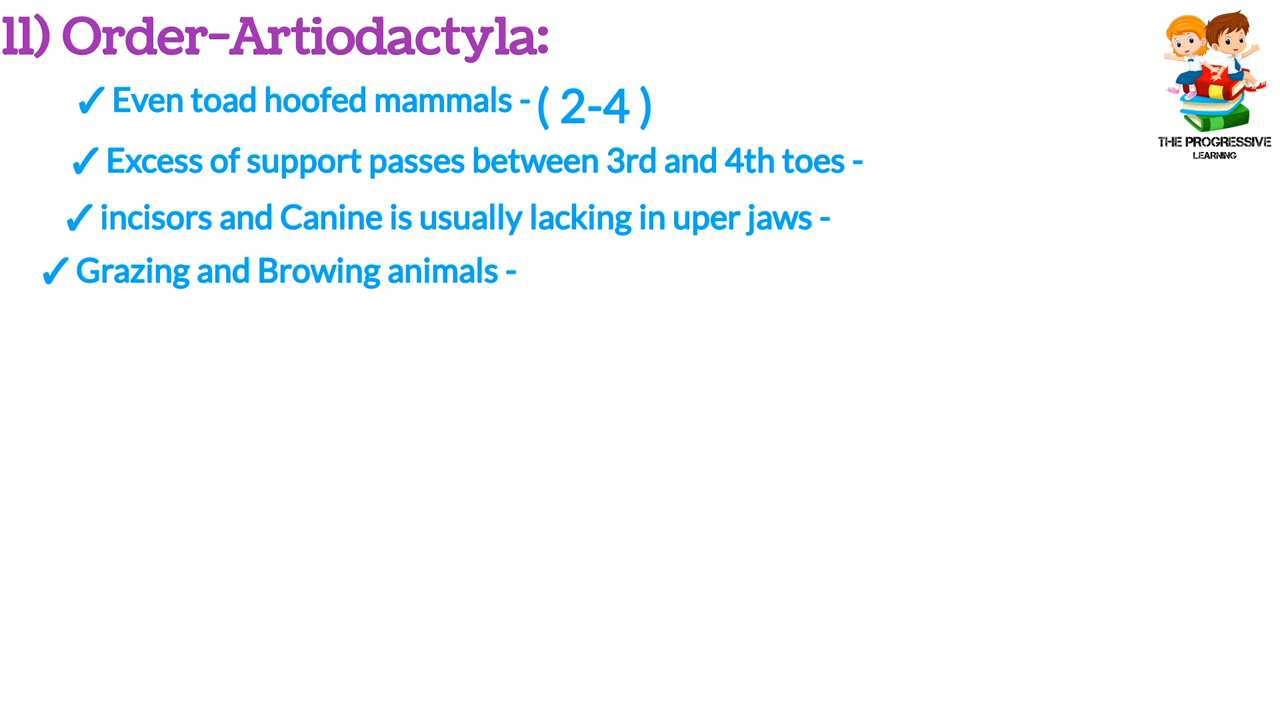 11) Order-Artiodactyla:
✓ Even toad hoofed mammals - ( 2-4 )
✓ Excess of support passes between 3rd and 4th toes -
✓ incisors and Canine is usually lacking in uper jaws -
✓ Grazing and Browing animals -
THE PROGRESSIVE
LEARNING